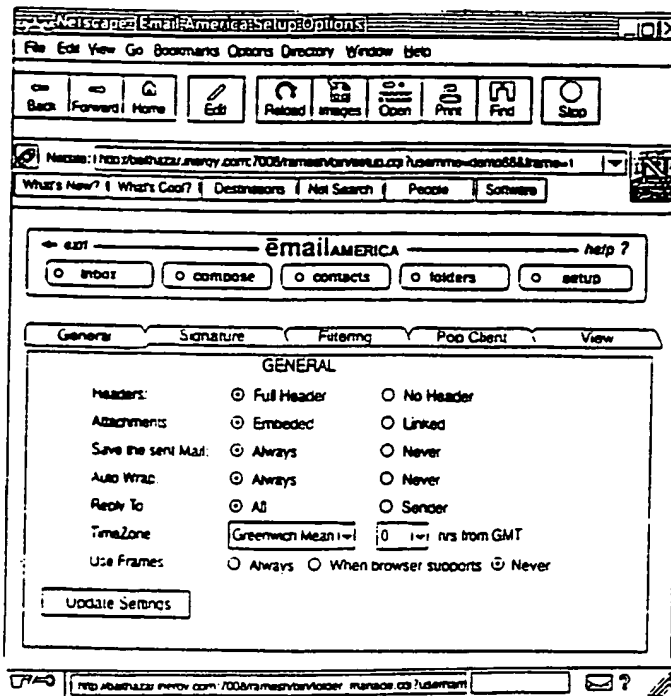 Netscape: Email America:Setup:Options
File Edit View Go Bookmarks Options Directory Window Help
Back Forward Home Edit Reload Images Open Print Find Stop
What's New? What's Cool? Destinations Net Search People Software
exit ēmailAMERICA help ?
inbox compose contacts folders setup
General Signature Filtering Pop Client View
GENERAL
Headers: Full Header No Header
Attachments Embeded Linked
Save the sent Mail: Always Never
Auto Wrap: Always Never
Reply To All Sender
TimeZone Greenwich Mean 0 hrs from GMT
Use Frames Always When browser supports Never
Update Settings
?